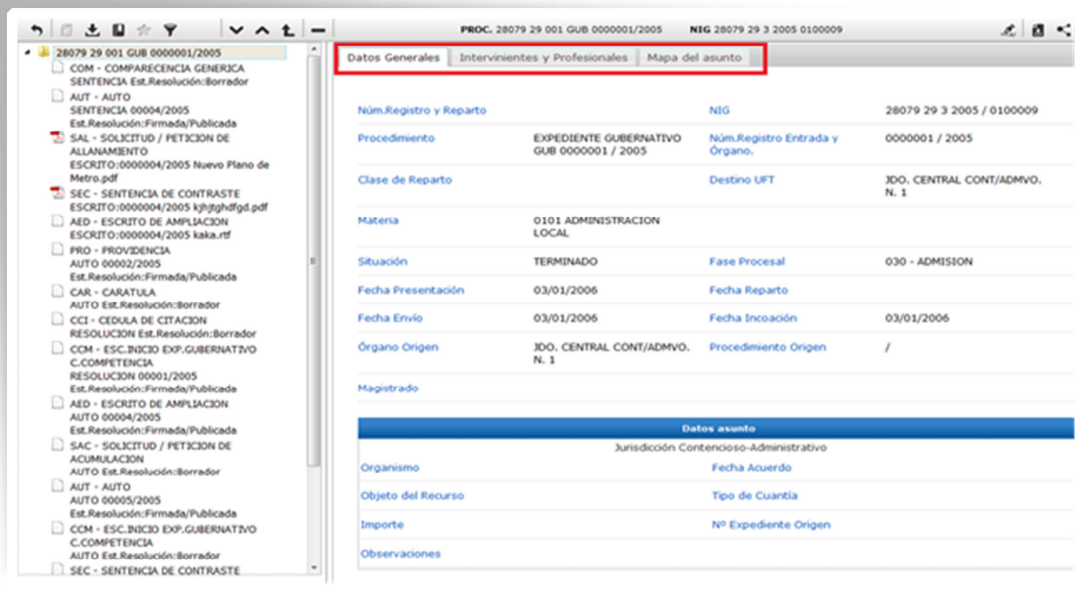 PROC. 28079 29 001 GUB 0000001/2005 NIG 28079 29 3 2005 0100009
28079 29 001 GUB 0000001/2005
COM - COMPARECENCIA GENERICA
SENTENCIA Est.Resolución:Borrador
AUT - AUTO
SENTENCIA 00004/2005
Est.Resolución:Firmada/Publicada
SAL - SOLICITUD / PETICION DE
ALLANAMIENTO
ESCRITO:0000004/2005 Nuevo Plano de
Metro.pdf
SEC - SENTENCIA DE CONTRASTE
ESCRITO:0000004/2005 kjhjtghdfgd.pdf
AED - ESCRITO DE AMPLIACION
ESCRITO:0000004/2005 kaka.rtf
PRO - PROVIDENCIA
AUTO 00002/2005
Est.Resolución:Firmada/Publicada
CAR - CARATULA
AUTO Est.Resolución:Borrador
CCI - CEDULA DE CITACION
RESOLUCION Est.Resolución:Borrador
CCM - ESC.INICIO EXP.GUBERNATIVO
C.COMPETENCIA
RESOLUCION 00001/2005
Est.Resolución:Firmada/Publicada
AED - ESCRITO DE AMPLIACION
AUTO 00004/2005
Est.Resolución:Firmada/Publicada
SAC - SOLICITUD / PETICION DE
ACUMULACION
AUTO Est.Resolución:Borrador
AUT - AUTO
AUTO 00005/2005
Est.Resolución:Firmada/Publicada
CCM - ESC.INICIO EXP.GUBERNATIVO
C.COMPETENCIA
AUTO Est.Resolución:Borrador
SEC - SENTENCIA DE CONTRASTE
Datos Generales Intervinientes y Profesionales Mapa del asunto
Núm.Registro y Reparto NIG 28079 29 3 2005 / 0100009
Procedimiento EXPEDIENTE GUBERNATIVO Núm.Registro Entrada y 0000001 / 2005
GUB 0000001 / 2005 Órgano.
Clase de Reparto Destino UFT JDO. CENTRAL CONT/ADMVO.
N. 1
Materia 0101 ADMINISTRACION
LOCAL
Situación TERMINADO Fase Procesal 030 - ADMISION
Fecha Presentación 03/01/2006 Fecha Reparto
Fecha Envío 03/01/2006 Fecha Incoación 03/01/2006
Órgano Origen JDO. CENTRAL CONT/ADMVO. Procedimiento Origen /
N. 1
Magistrado
Datos asunto
Jurisdicción Contencioso-Administrativo
Organismo Fecha Acuerdo
Objeto del Recurso Tipo de Cuantía
Importe Nº Expediente Origen
Observaciones